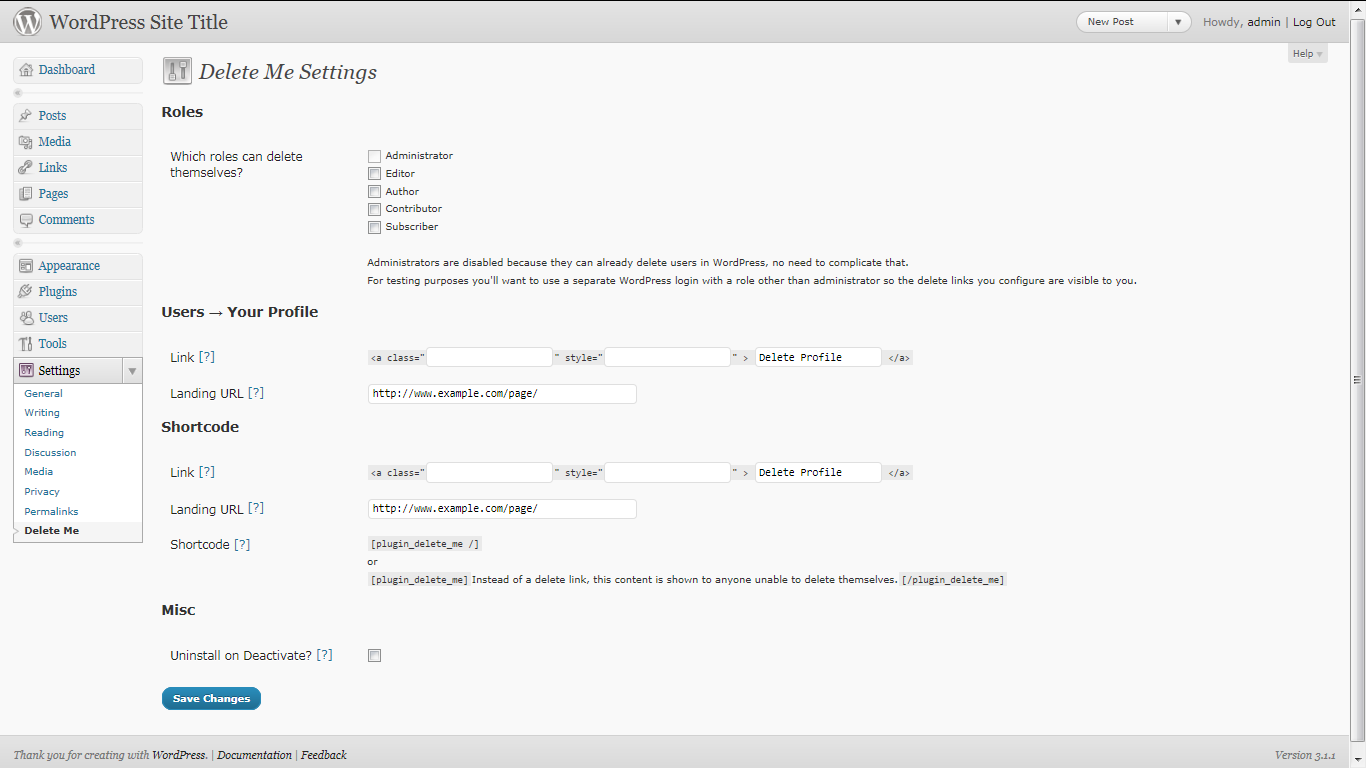 WordPress Site Title
New Post
Howdy, admin | Log Out
Help
Dashboard
Posts
Media
Links
Pages
Comments
Appearance
Plugins
Users
Tools
Settings
General
Writing
Reading
Discussion
Media
Privacy
Permalinks
Delete Me
Delete Me Settings
Roles
Which roles can delete
themselves?
Administrator
Editor
Author
Contributor
Subscriber
Administrators are disabled because they can already delete users in WordPress, no need to complicate that.
For testing purposes you'll want to use a separate WordPress login with a role other than administrator so the delete links you configure are visible to you.
Users → Your Profile
Link [?] <a class=" " style=" " > Delete Profile </a>
Landing URL [?] http://www.example.com/page/
Shortcode
Link [?] <a class=" " style=" " > Delete Profile </a>
Landing URL [?] http://www.example.com/page/
Shortcode [?] [plugin_delete_me /]
or
[plugin_delete_me] Instead of a delete link, this content is shown to anyone unable to delete themselves. [/plugin_delete_me]
Misc
Uninstall on Deactivate? [?]
Save Changes
Thank you for creating with WordPress. | Documentation | Feedback
Version 3.1.1